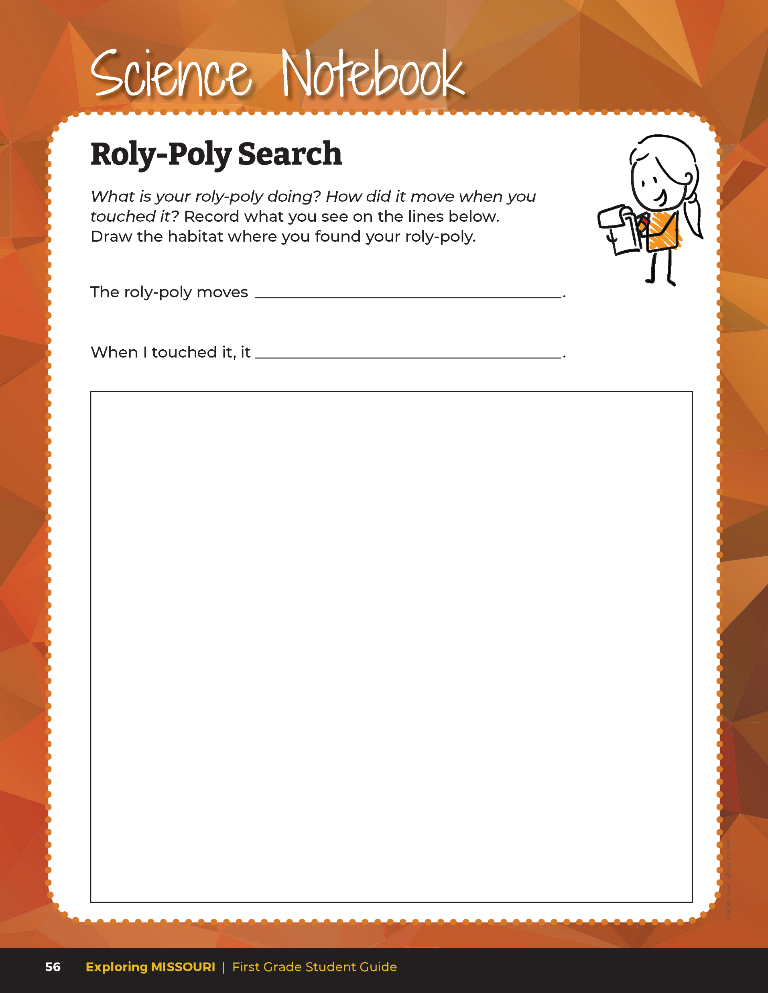 Science Notebook
Roly-Poly Search
What is your roly-poly doing? How did it move when you
touched it? Record what you see on the lines below.
Draw the habitat where you found your roly-poly.
The roly-poly moves ____________________.
When I touched it, it ____________________.
56 Exploring MISSOURI | First Grade Student Guide